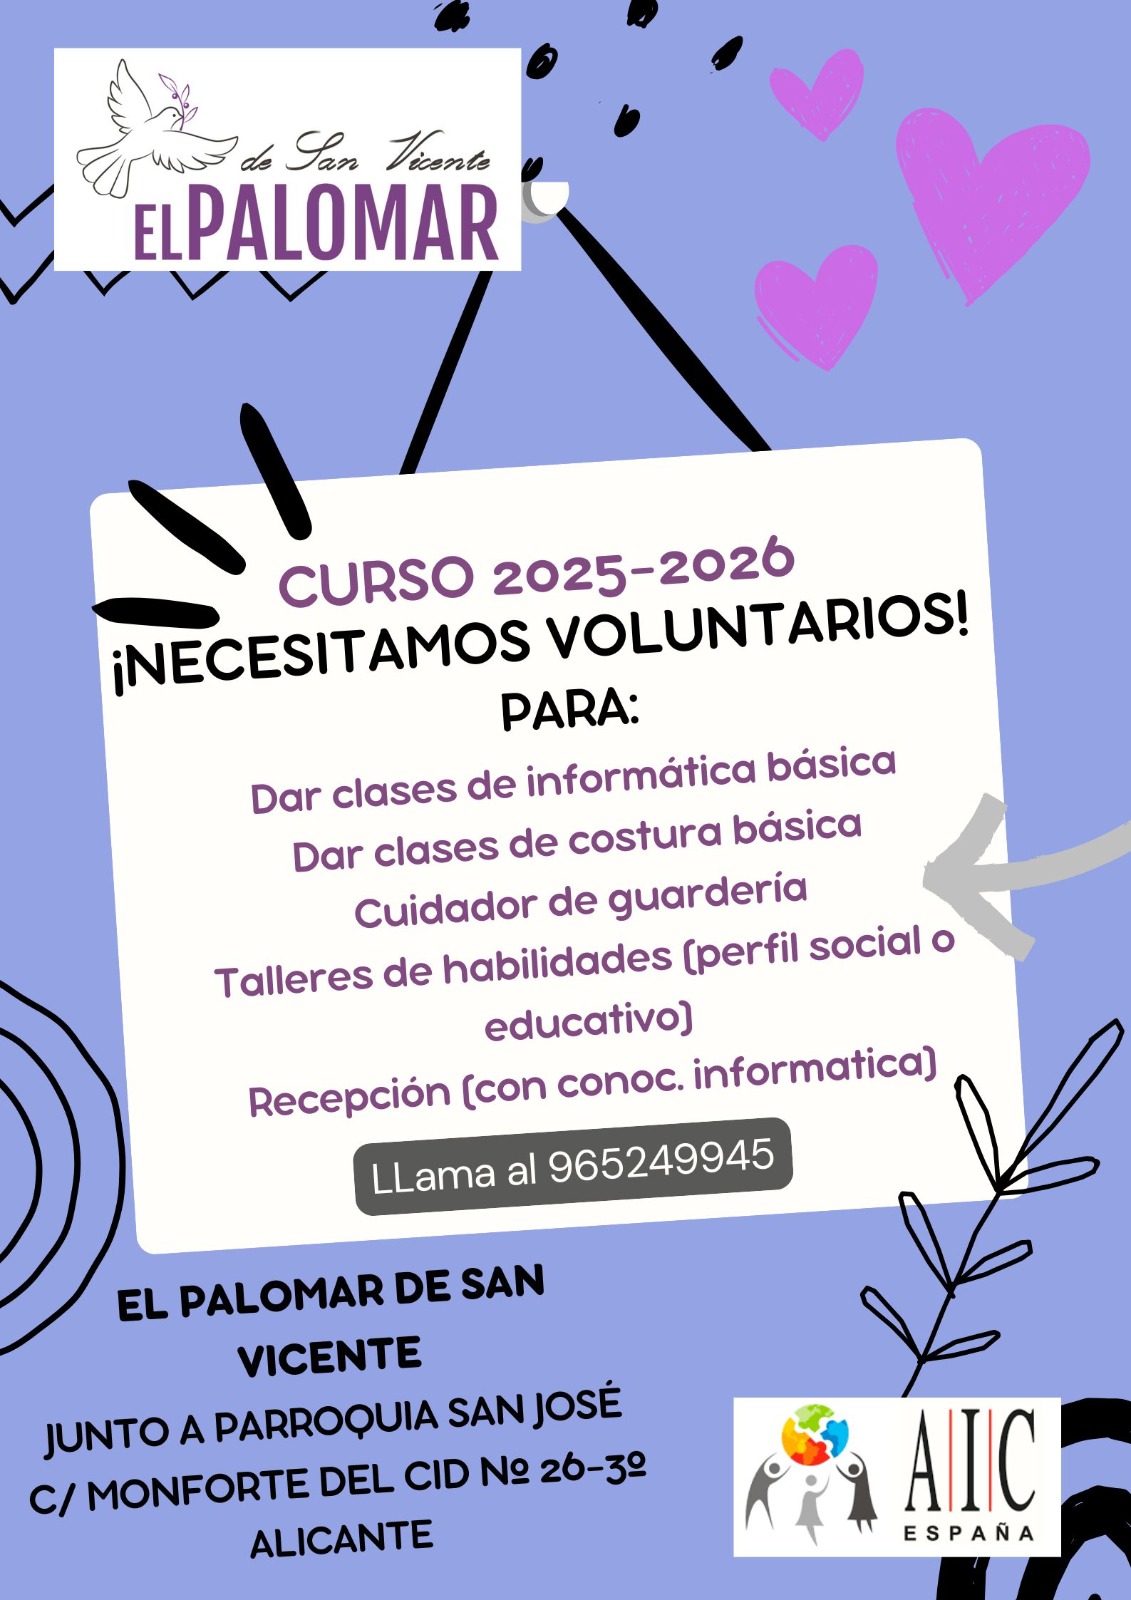 de San Vicente
EL PALOMAR
CURSO 2025-2026
¡NECESITAMOS VOLUNTARIOS!
PARA:
Dar clases de informática básica
Dar clases de costura básica
Cuidador de guardería
Talleres de habilidades (perfil social o
educativo)
Recepción (con conoc. informatica)
LLama al 965249945
EL PALOMAR DE SAN
VICENTE
JUNTO A PARROQUIA SAN JOSÉ
C/ MONFORTE DEL CID Nº 26-3º
ALICANTE
A|I|C
ESPAÑA